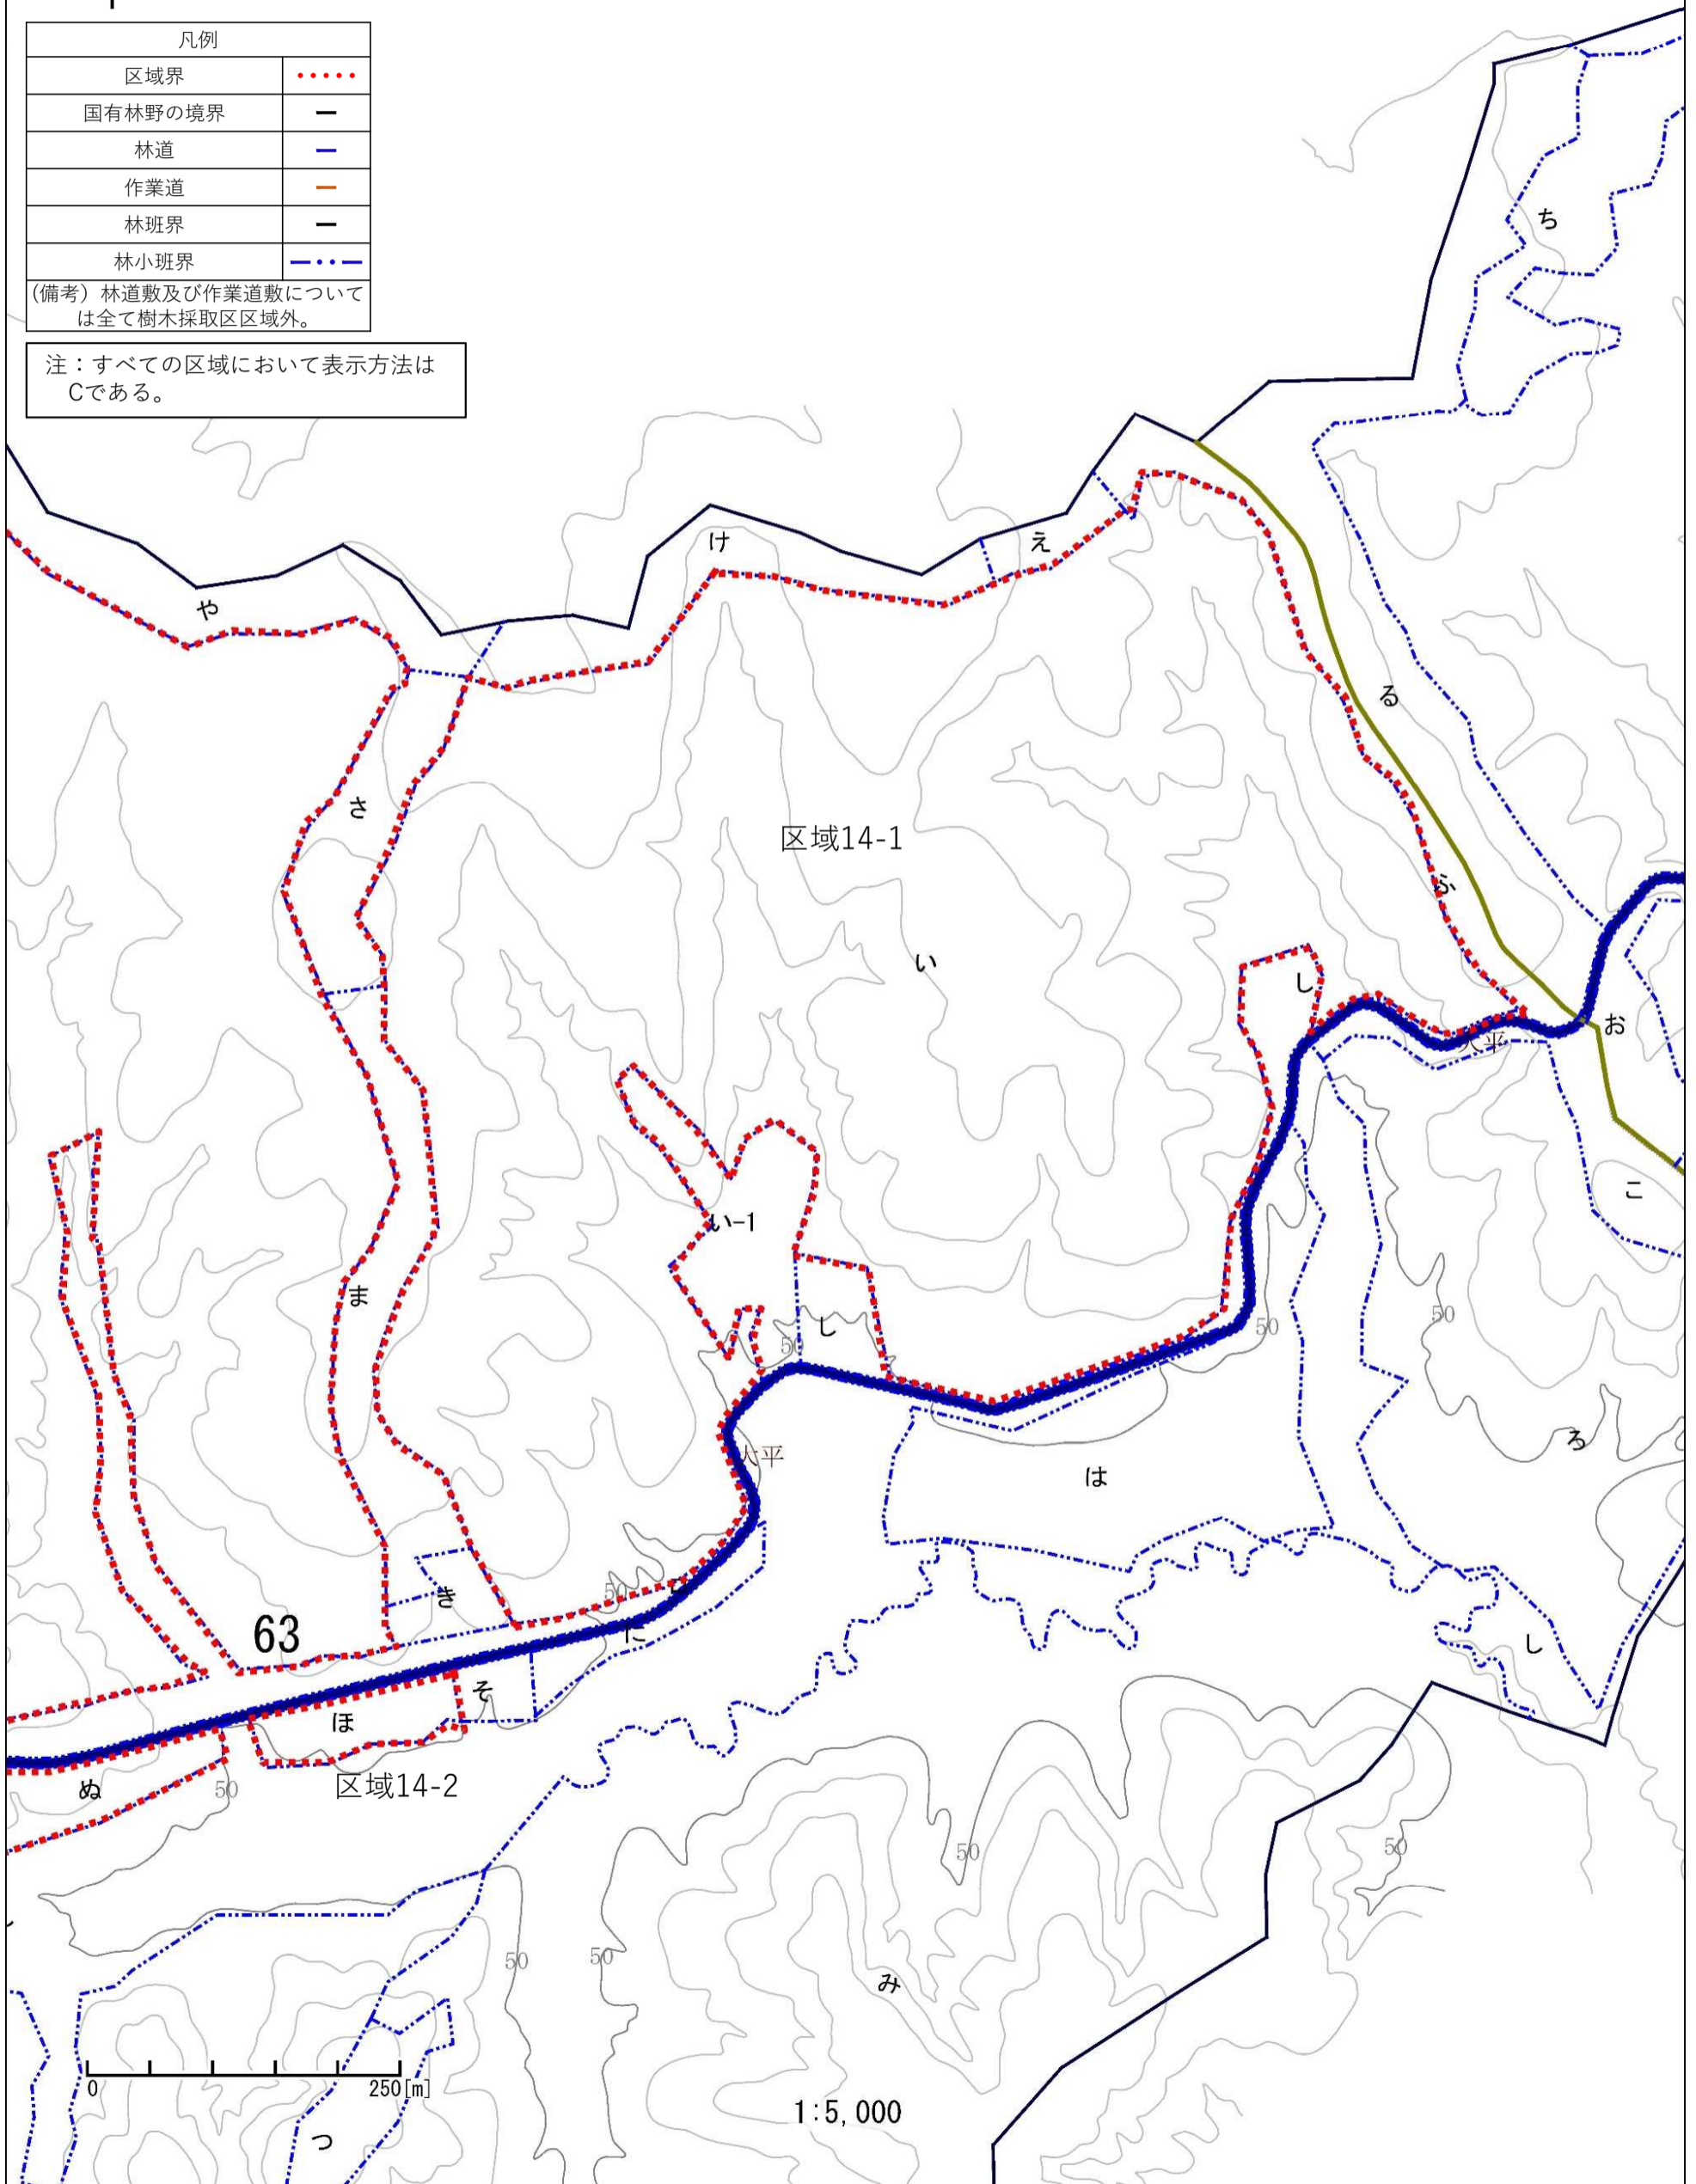 凡例
区域界
国有林野の境界
林道
作業道
林班界
林小班界
(備考) 林道敷及び作業道敷について
は全て樹木採取区区域外。
注：すべての区域において表示方法は
Cである。
ち
け
え
や
る
さ
区域14-1
ふ
い
し
お
大平
こ
い-1
ま
し
50
50
50
ろ
大平
は
50
き
63
に
し
そ
ほ
ぬ
50
区域14-2
50
50
50
50
み
0
250[m]
1:5,000
つ